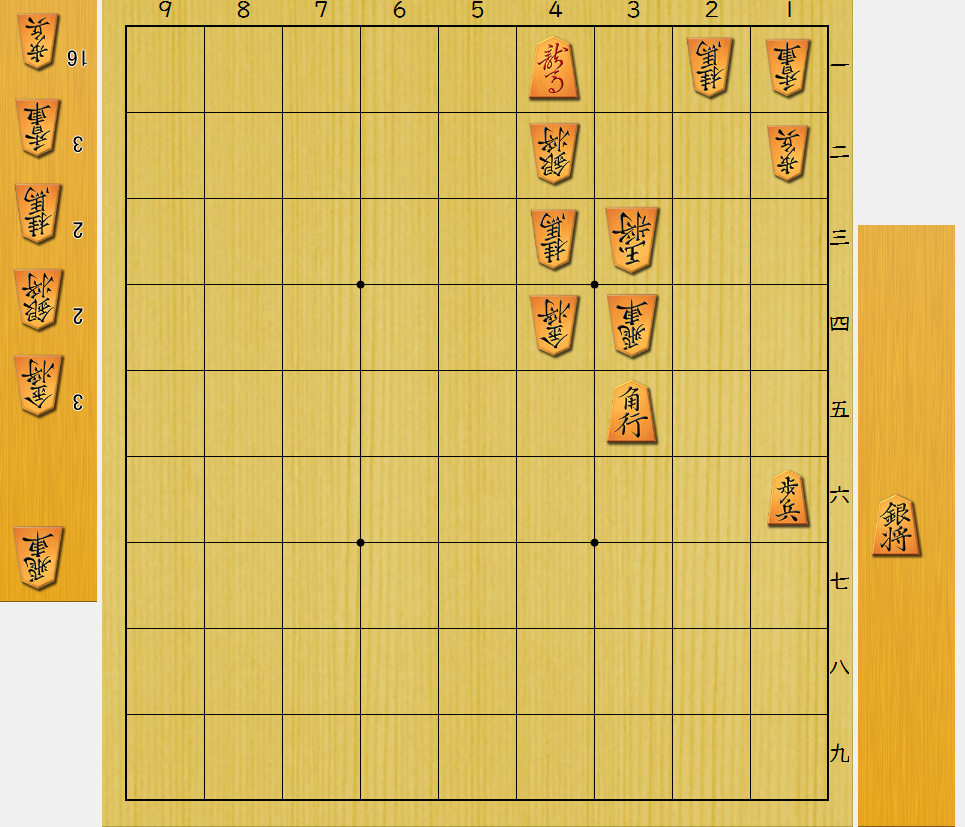 歩兵 16
香車 3
桂馬 2
銀将 2
金将 3
飛車
9 8 7 6 5 4 3 2 1
龍馬 桂馬 香車 一
銀将 歩兵 二
桂馬 玉将 三
金将 飛車 四
角行 五
歩兵 六
七
八
九
銀将